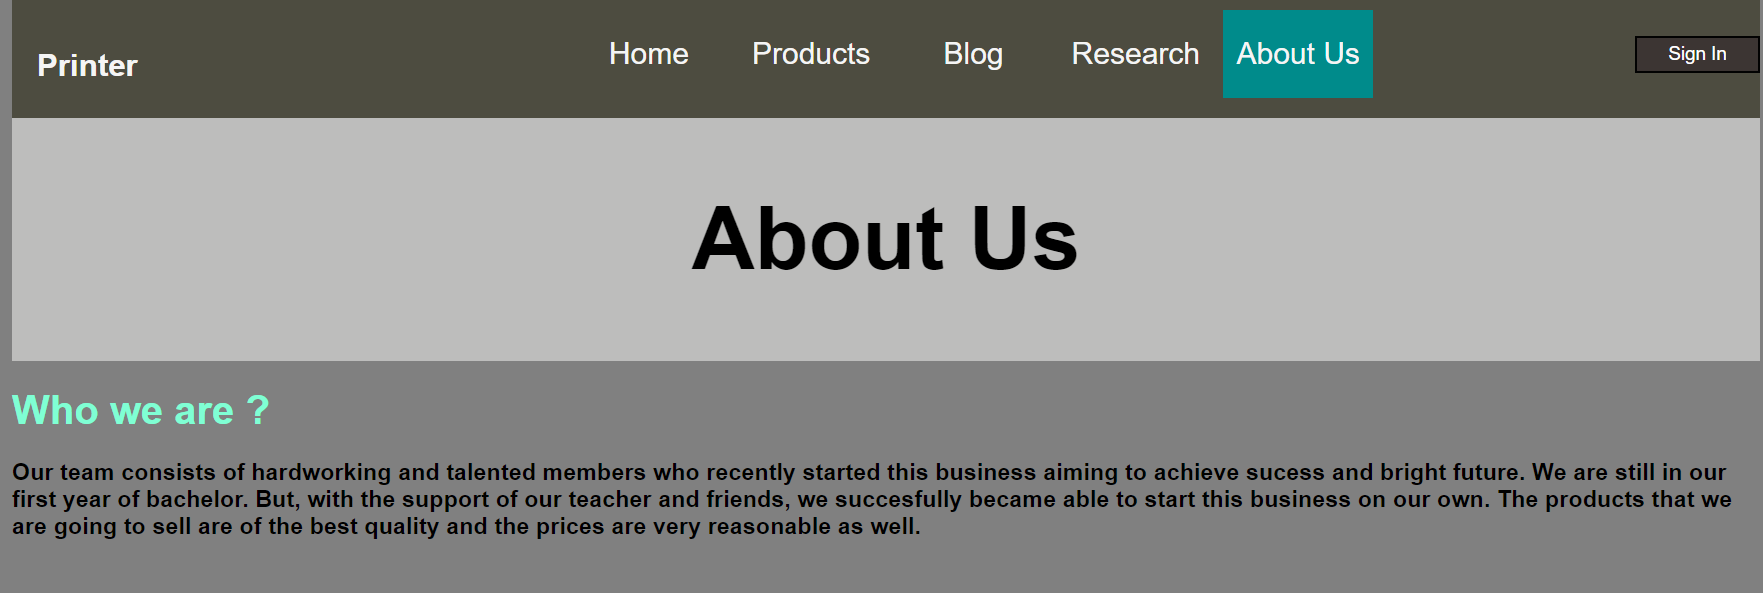 Printer
Home Products Blog Research About Us
Sign In
About Us
Who we are ?
Our team consists of hardworking and talented members who recently started this business aiming to achieve sucess and bright future. We are still in our
first year of bachelor. But, with the support of our teacher and friends, we succesfully became able to start this business on our own. The products that we
are going to sell are of the best quality and the prices are very reasonable as well.